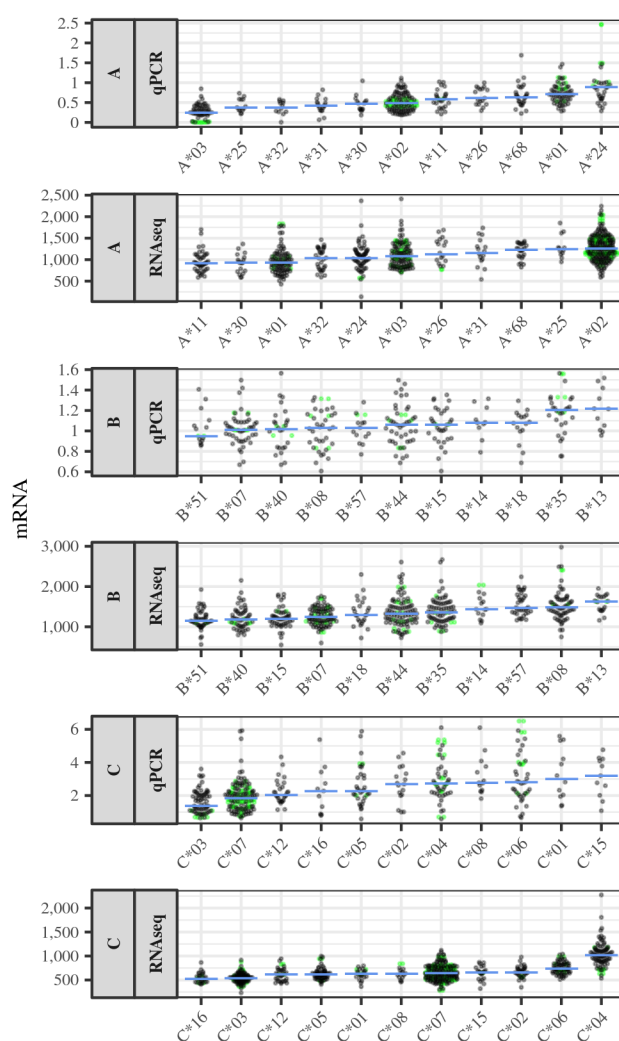 mRNA
A
qPCR
2.5
2.0
1.5
1.0
0.5
0
A*03 A*25 A*32 A*31 A*30 A*02 A*11 A*26 A*68 A*01 A*24
A
RNAseq
2,500
2,000
1,500
1,000
500
A*11 A*30 A*01 A*32 A*24 A*03 A*26 A*31 A*68 A*25 A*02
B
qPCR
1.6
1.4
1.2
1.0
0.8
0.6
B*51 B*07 B*40 B*08 B*57 B*44 B*15 B*14 B*18 B*35 B*13
B
RNAseq
3,000
2,000
1,000
B*51 B*40 B*15 B*07 B*18 B*44 B*35 B*14 B*57 B*08 B*13
C
qPCR
6
4
2
C*03 C*07 C*12 C*16 C*05 C*02 C*04 C*08 C*06 C*01 C*15
C
RNAseq
2,000
1,500
1,000
500
C*16 C*03 C*12 C*05 C*01 C*08 C*07 C*15 C*02 C*06 C*04